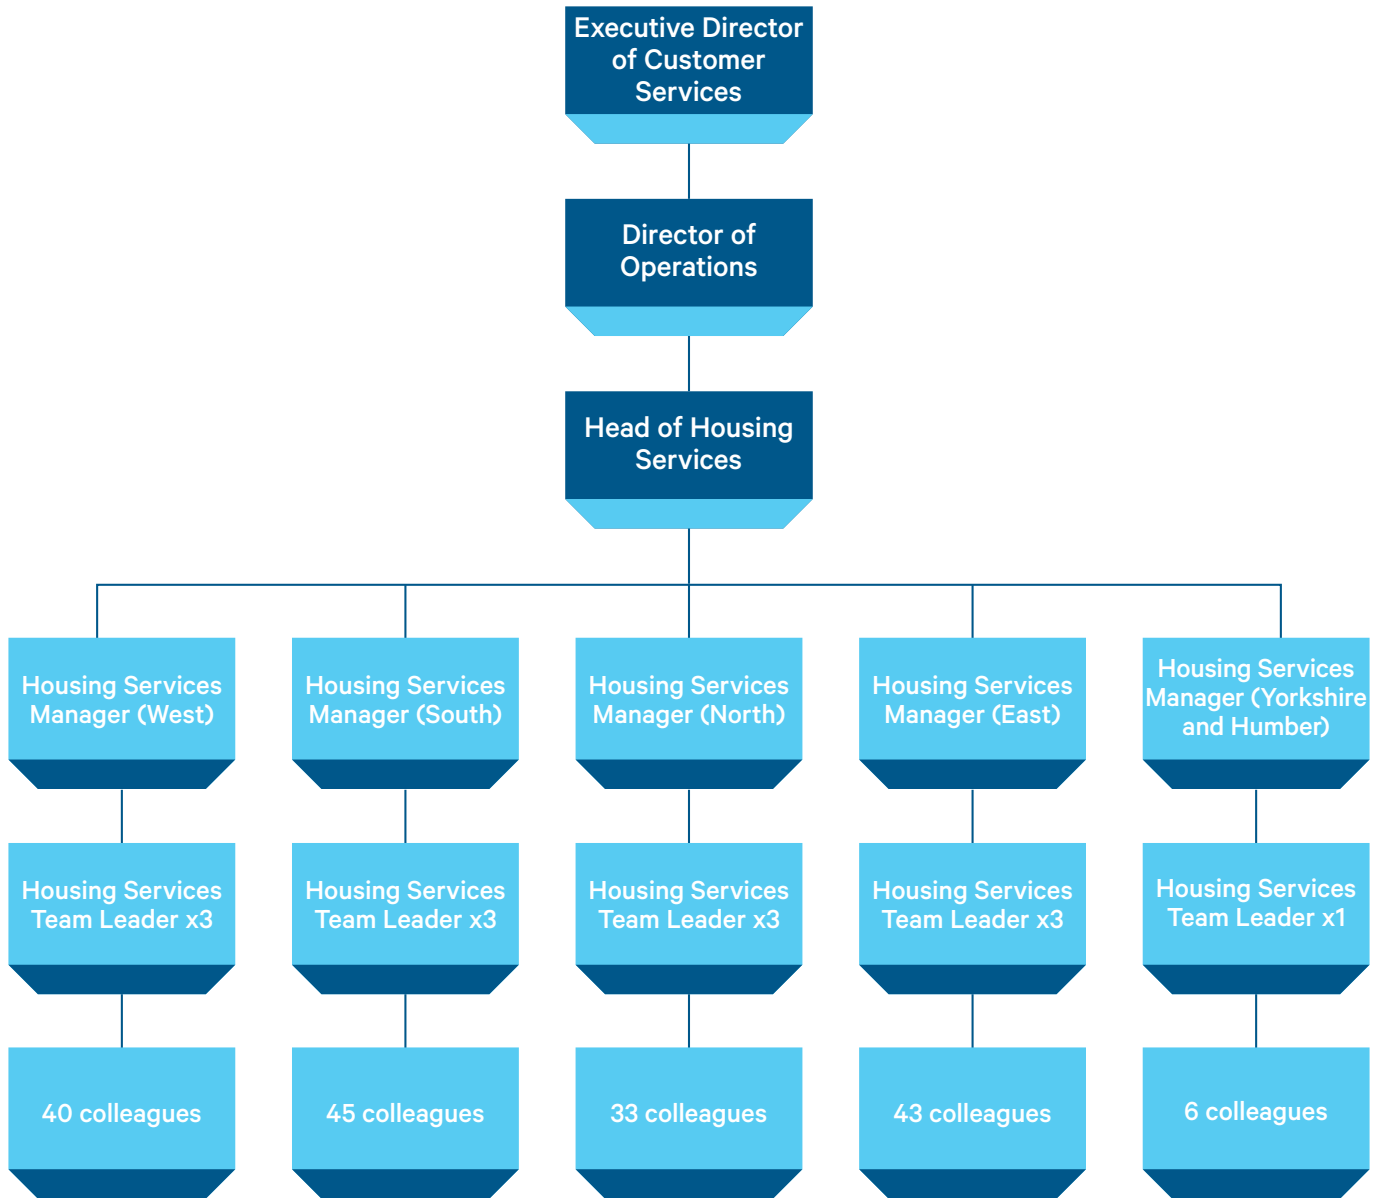 Executive Director
of Customer
Services
Director of
Operations
Head of Housing
Services
Housing Services
Manager (West)
Housing Services
Manager (South)
Housing Services
Manager (North)
Housing Services
Manager (East)
Housing Services
Manager (Yorkshire
and Humber)
Housing Services
Team Leader x3
Housing Services
Team Leader x3
Housing Services
Team Leader x3
Housing Services
Team Leader x3
Housing Services
Team Leader x1
40 colleagues
45 colleagues
33 colleagues
43 colleagues
6 colleagues